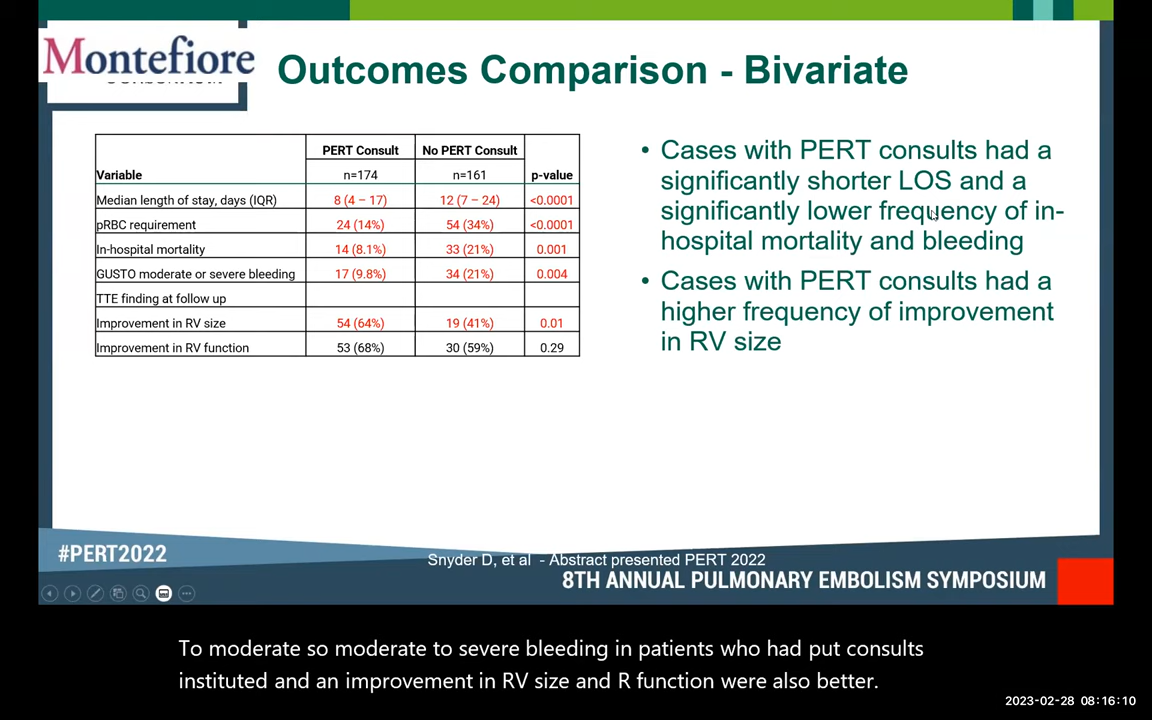 Montefiore
Outcomes Comparison - Bivariate
Variable PERT Consult No PERT Consult p-value
n=174 n=161
Median length of stay, days (IQR) 8 (4 – 17) 12 (7 – 24) <0.0001
pRBC requirement 24 (14%) 54 (34%) <0.0001
In-hospital mortality 14 (8.1%) 33 (21%) 0.001
GUSTO moderate or severe bleeding 17 (9.8%) 34 (21%) 0.004
TTE finding at follow up
Improvement in RV size 54 (64%) 19 (41%) 0.01
Improvement in RV function 53 (68%) 30 (59%) 0.29
• Cases with PERT consults had a
significantly shorter LOS and a
significantly lower frequency of in-
hospital mortality and bleeding
• Cases with PERT consults had a
higher frequency of improvement
in RV size
#PERT2022
Snyder D, et al - Abstract presented PERT 2022
8TH ANNUAL PULMONARY EMBOLISM SYMPOSIUM
To moderate so moderate to severe bleeding in patients who had put consults
instituted and an improvement in RV size and R function were also better.
2023-02-28 08:16:10